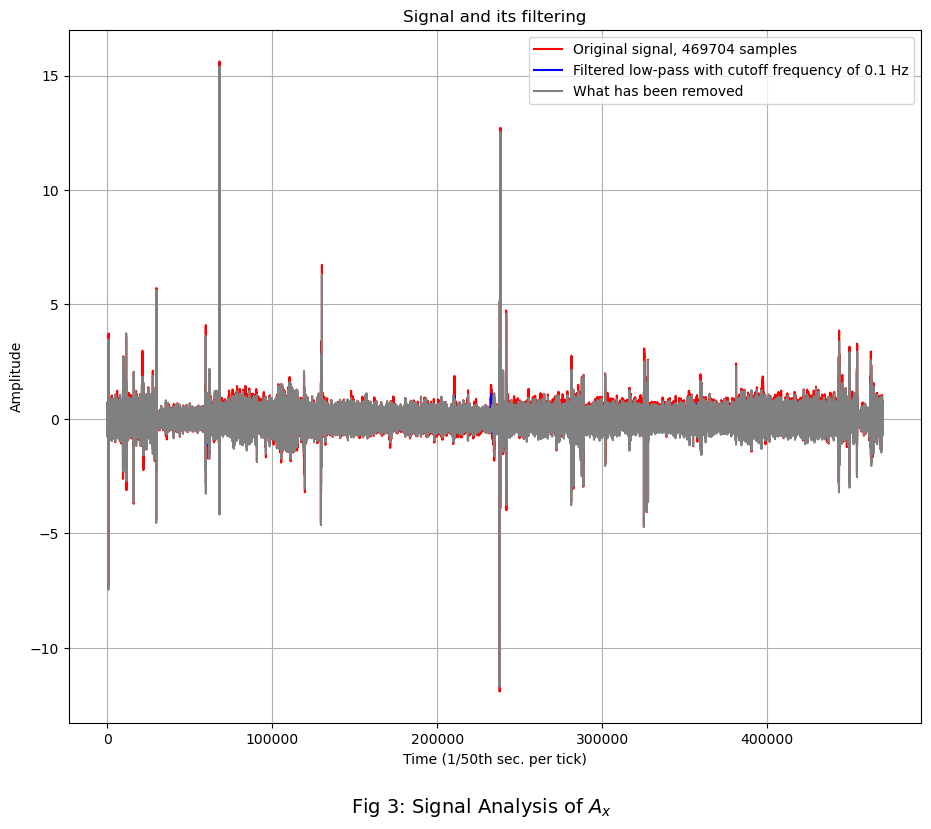 Signal and its filtering
Original signal, 469704 samples
Filtered low-pass with cutoff frequency of 0.1 Hz
What has been removed
15
10
5
0
−5
−10
Amplitude
0 100000 200000 300000 400000
Time (1/50th sec. per tick)
Fig 3: Signal Analysis of $A_x$